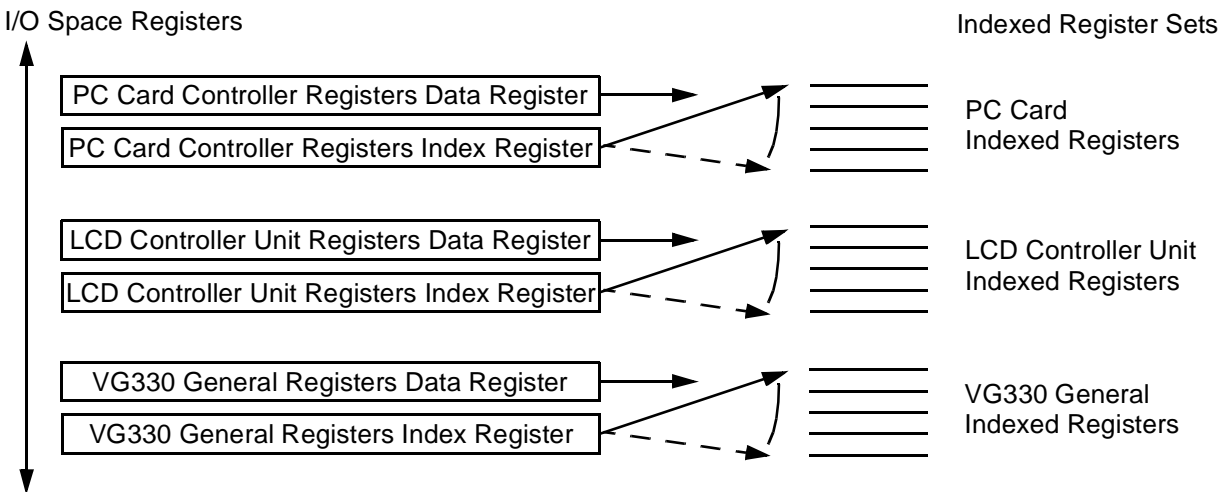 I/O Space Registers
Indexed Register Sets
PC Card Controller Registers Data Register
PC Card Controller Registers Index Register
PC Card
Indexed Registers
LCD Controller Unit Registers Data Register
LCD Controller Unit Registers Index Register
LCD Controller Unit
Indexed Registers
VG330 General Registers Data Register
VG330 General Registers Index Register
VG330 General
Indexed Registers